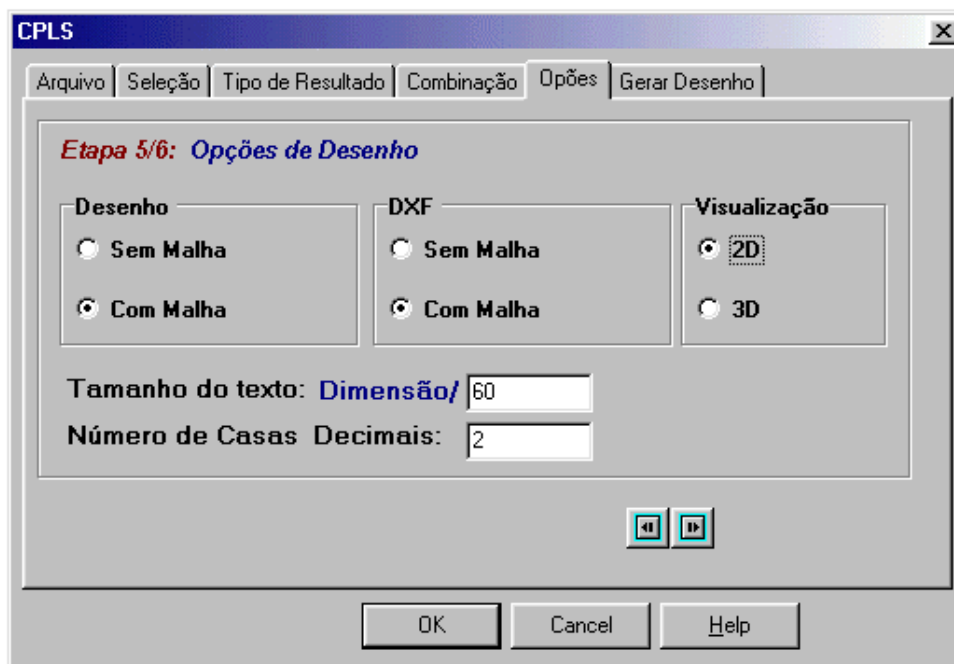 CPLS
Arquivo Seleção Tipo de Resultado Combinação Opões Gerar Desenho
Etapa 5/6: Opções de Desenho
Desenho DXF Visualização
Sem Malha Sem Malha 2D
Com Malha Com Malha 3D
Tamanho do texto: Dimensão/ 60
Número de Casas Decimais: 2
OK Cancel Help